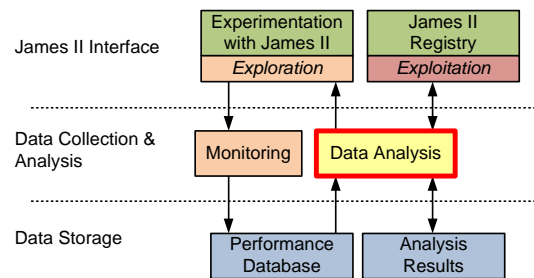 James II Interface
Experimentation
with James II
Exploration
James II
Registry
Exploitation
Data Collection &
Analysis
Monitoring
Data Analysis
Data Storage
Performance
Database
Analysis
Results